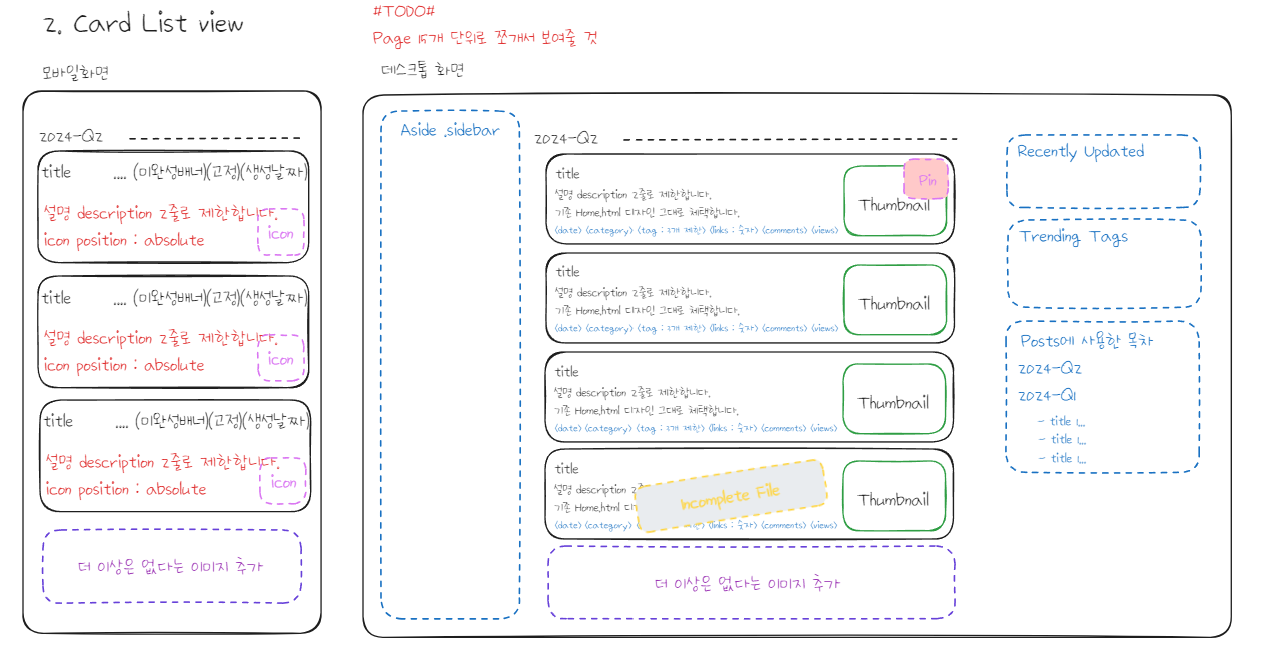 2. Card List view
#TODO#
Page 15개 단위로 쪼개서 보여줄 것
모바일화면
2024-Q2
title .... (미완성배너)(고정)(생성날짜)
설명 description 2줄로 제한합니다.
icon position : absolute
icon
title .... (미완성배너)(고정)(생성날짜)
설명 description 2줄로 제한합니다.
icon position : absolute
icon
title .... (미완성배너)(고정)(생성날짜)
설명 description 2줄로 제한합니다.
icon position : absolute
icon
더 이상은 없다는 이미지 추가
데스크톱 화면
Aside .sidebar
2024-Q2
title
설명 description 2줄로 제한합니다.
기존 Home.html 디자인 그대로 채택합니다.
(date) (category) (tag : 3개 제한) (links : 숫자) (comments) (views)
Thumbnail
Pin
title
설명 description 2줄로 제한합니다.
기존 Home.html 디자인 그대로 채택합니다.
(date) (category) (tag : 3개 제한) (links : 숫자) (comments) (views)
Thumbnail
title
설명 description 2줄로 제한합니다.
기존 Home.html 디자인 그대로 채택합니다.
(date) (category) (tag : 3개 제한) (links : 숫자) (comments) (views)
Thumbnail
title
설명 description 2줄
기존 Home.html 디자
(date) (category) 제한) (links : 숫자) (comments) (views)
Incomplete File
Thumbnail
더 이상은 없다는 이미지 추가
Recently Updated
Trending Tags
Posts에 사용한 목차
2024-Q2
2024-Q1
- title 1...
- title 1...
- title 1...